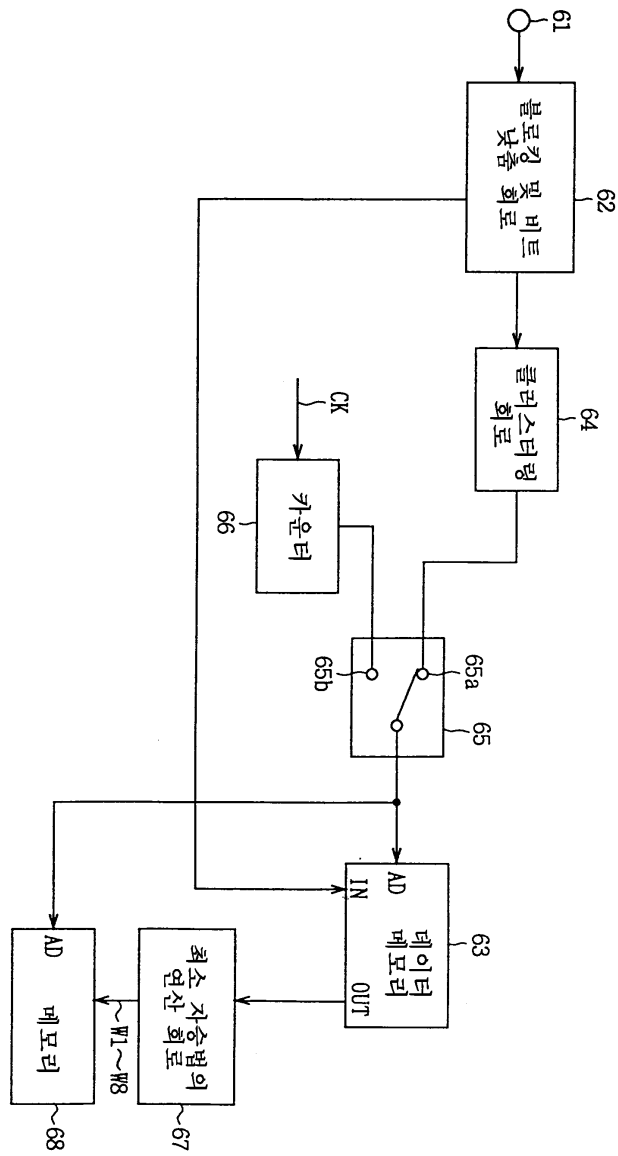 61
블로킹 및 비트
낮춤 회로
62
클러스터링
회로
64
CK
카운터
66
65a
65b
65
AD
IN
데이터
메모리
OUT
63
최소 자승법의
연산 회로
67
W1~W8
AD
메모리
68